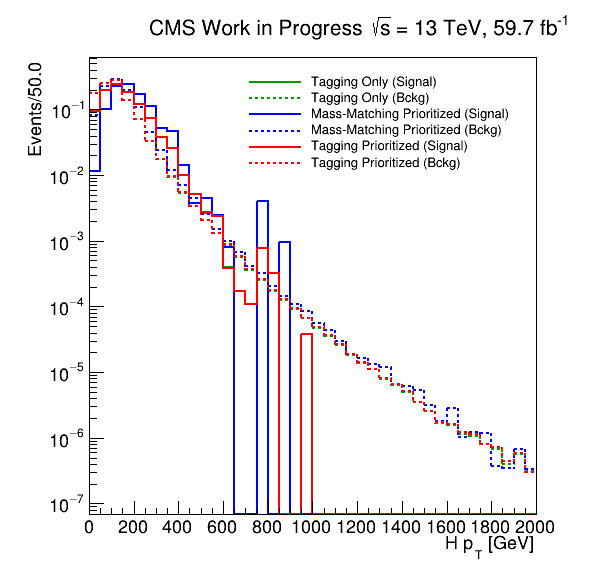 CMS Work in Progress √s = 13 TeV, 59.7 fb⁻¹
Events/50.0
Tagging Only (Signal)
Tagging Only (Bckg)
Mass-Matching Prioritized (Signal)
Mass-Matching Prioritized (Bckg)
Tagging Prioritized (Signal)
Tagging Prioritized (Bckg)
10⁻¹
10⁻²
10⁻³
10⁻⁴
10⁻⁵
10⁻⁶
10⁻⁷
0 200 400 600 800 1000 1200 1400 1600 1800 2000
H p_T [GeV]